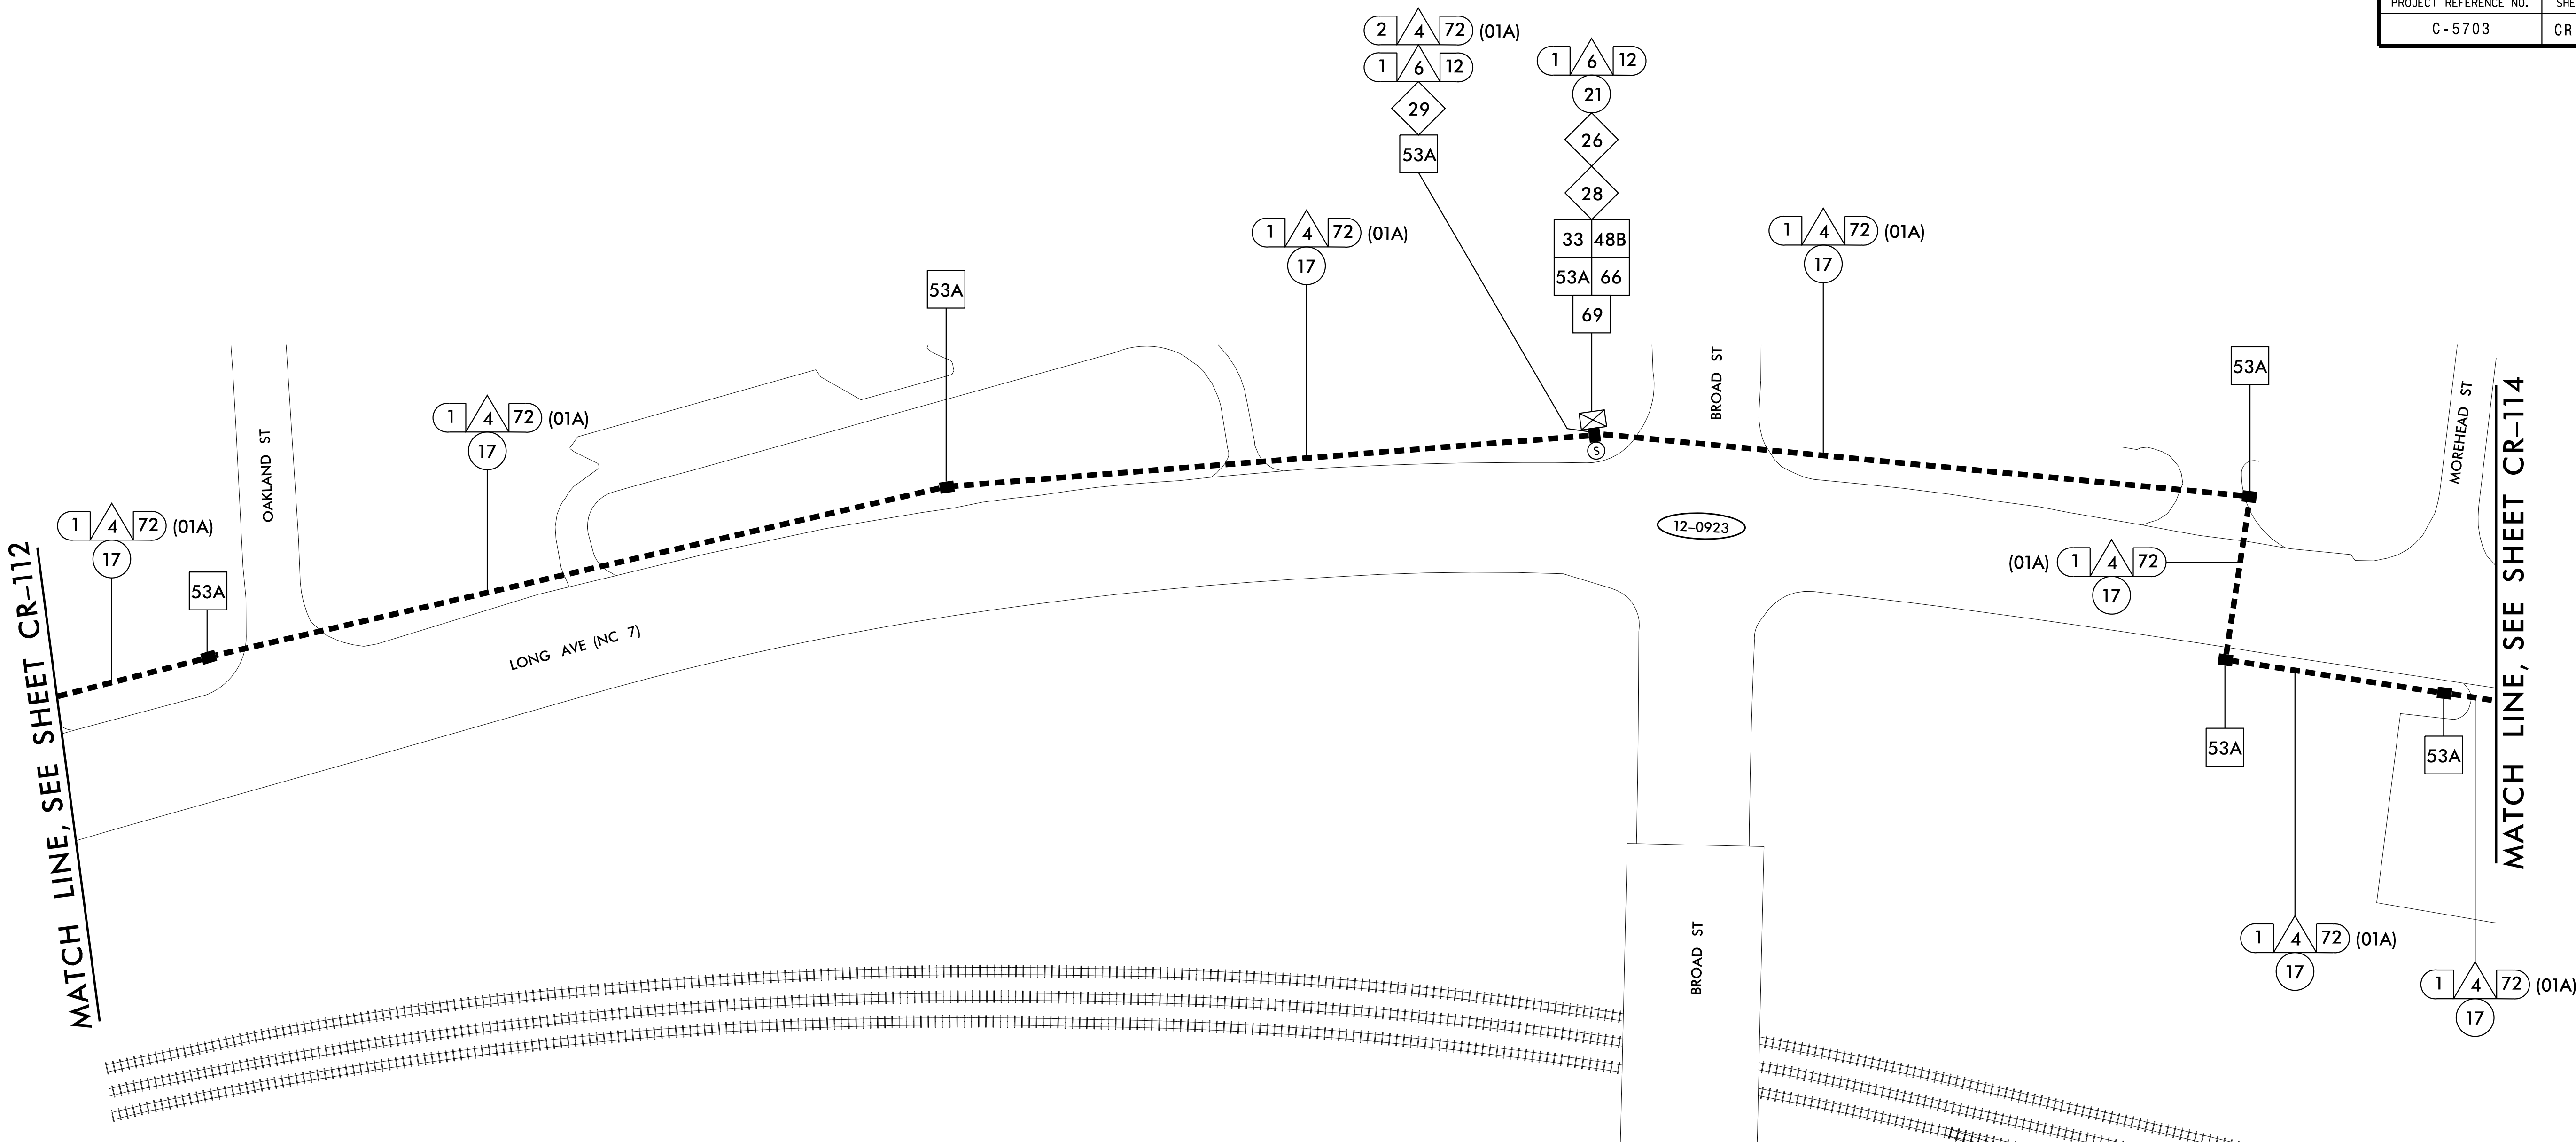 PROJECT REFERENCE NO.
C-5703
CR
2 4 72 (01A)
1 6 12
29
53A
1 6 12
21
26
28
33 48B
53A 66
69
1 4 72 (01A)
17
1 4 72 (01A)
17
53A
53A
1 4 72 (01A)
17
1 4 72 (01A)
17
53A
OAKLAND ST
BROAD ST
MOREHEAD ST
S
12-0923
(01A) 1 4 72
17
LONG AVE (NC 7)
MATCH LINE, SEE SHEET CR-112
MATCH LINE, SEE SHEET CR-114
53A
53A
BROAD ST
1 4 72 (01A)
17
1 4 72 (01A)
17